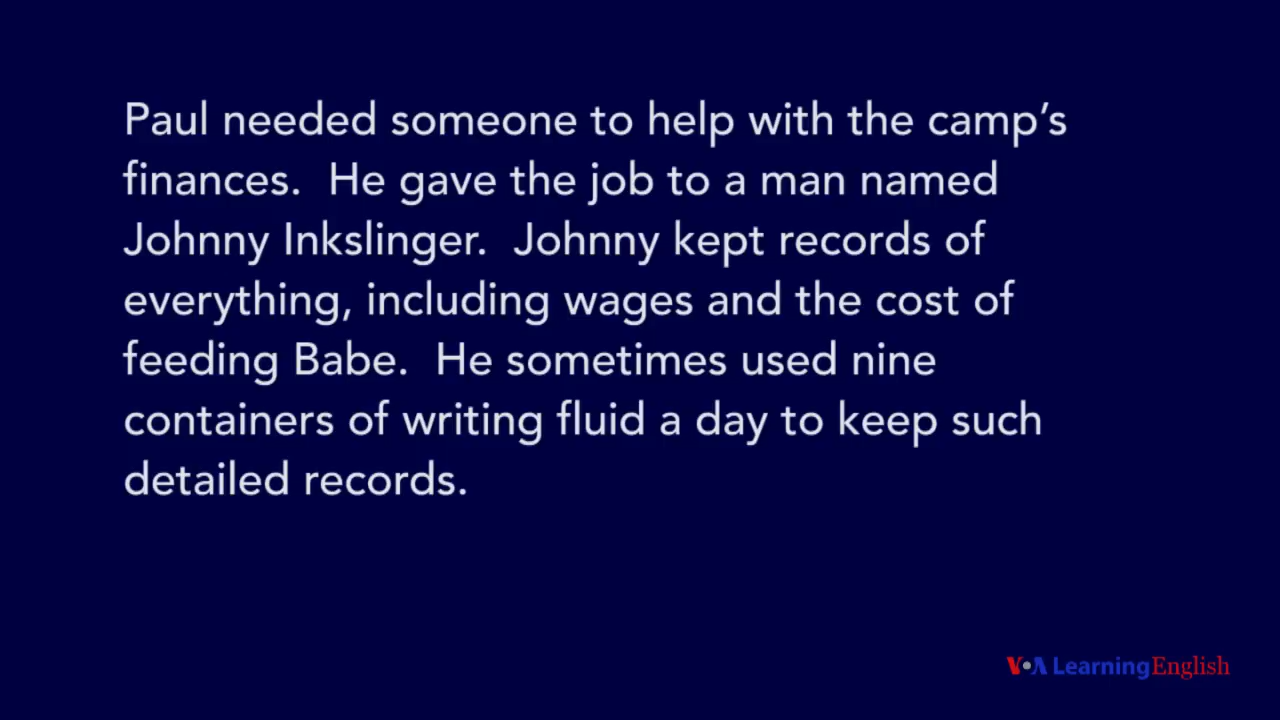 Paul needed someone to help with the camp’s
finances.  He gave the job to a man named
Johnny Inkslinger.  Johnny kept records of
everything, including wages and the cost of
feeding Babe.  He sometimes used nine
containers of writing fluid a day to keep such
detailed records.
VOA Learning English